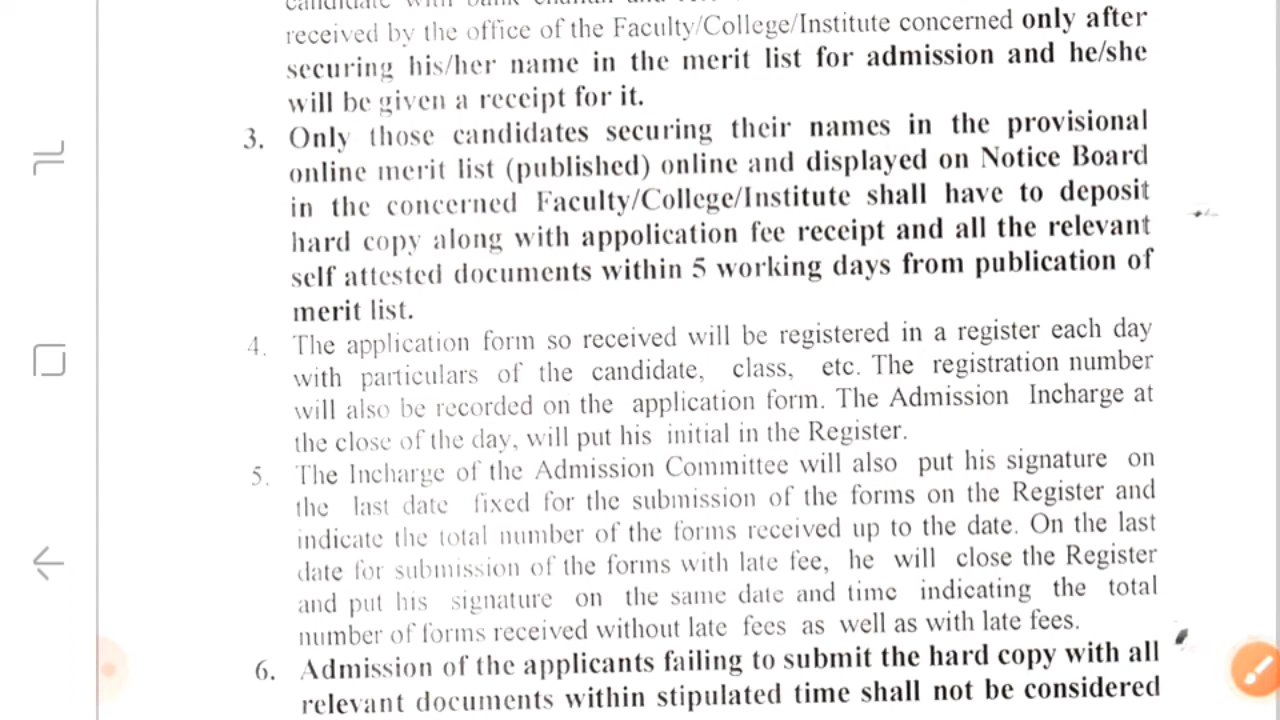 received by the office of the Faculty/College/Institute concerned only after
securing his/her name in the merit list for admission and he/she
will be given a receipt for it.
3. Only those candidates securing their names in the provisional
online merit list (published) online and displayed on Notice Board
in the concerned Faculty/College/Institute shall have to deposit
hard copy along with appolication fee receipt and all the relevant
self attested documents within 5 working days from publication of
merit list.
4. The application form so received will be registered in a register each day
with particulars of the candidate, class, etc. The registration number
will also be recorded on the application form. The Admission Incharge at
the close of the day, will put his initial in the Register.
5. The Incharge of the Admission Committee will also put his signature on
the last date fixed for the submission of the forms on the Register and
indicate the total number of the forms received up to the date. On the last
date for submission of the forms with late fee, he will close the Register
and put his signature on the same date and time indicating the total
number of forms received without late fees as well as with late fees.
6. Admission of the applicants failing to submit the hard copy with all
relevant documents within stipulated time shall not be considered